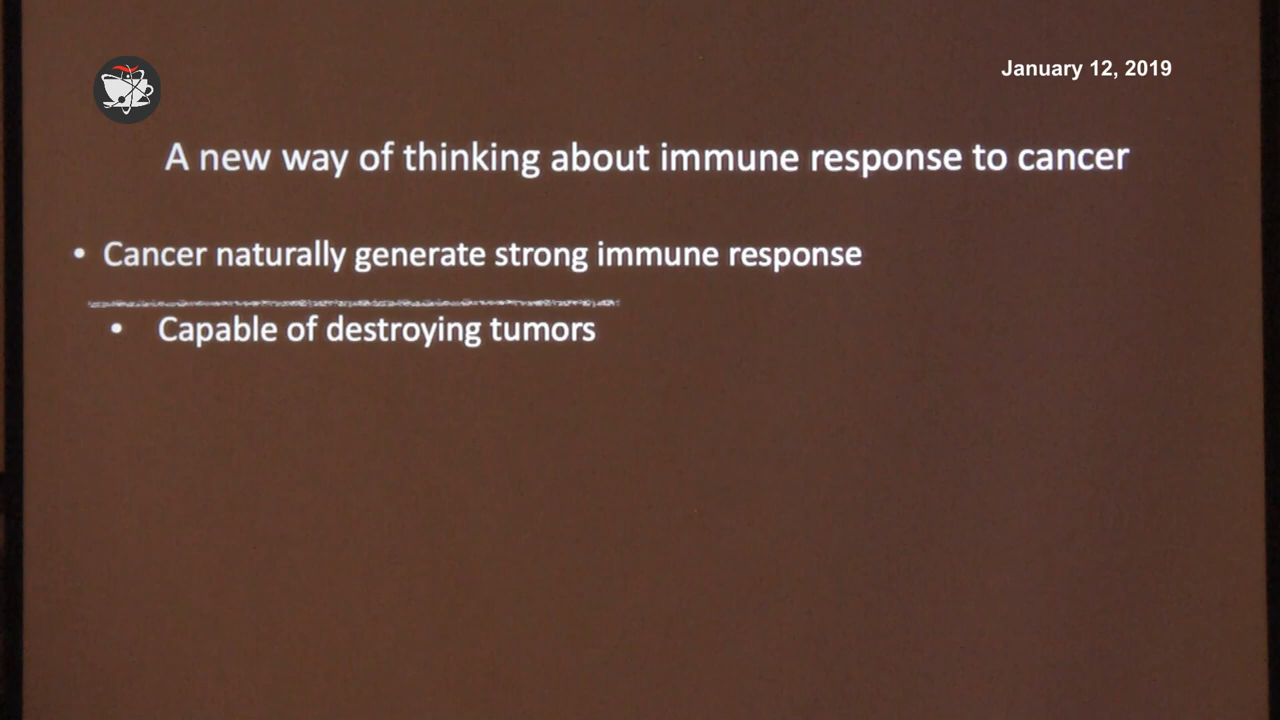 January 12, 2019
A new way of thinking about immune response to cancer
• Cancer naturally generate strong immune response
• Capable of destroying tumors